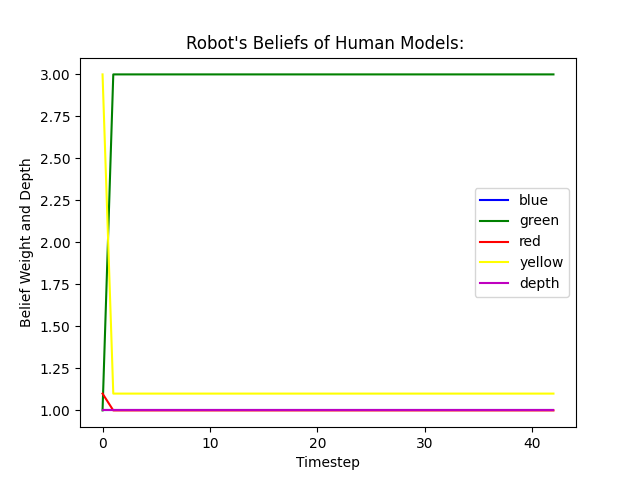 Robot's Beliefs of Human Models:
Belief Weight and Depth
3.00
2.75
2.50
2.25
2.00
1.75
1.50
1.25
1.00
blue
green
red
yellow
depth
0
10
20
30
40
Timestep